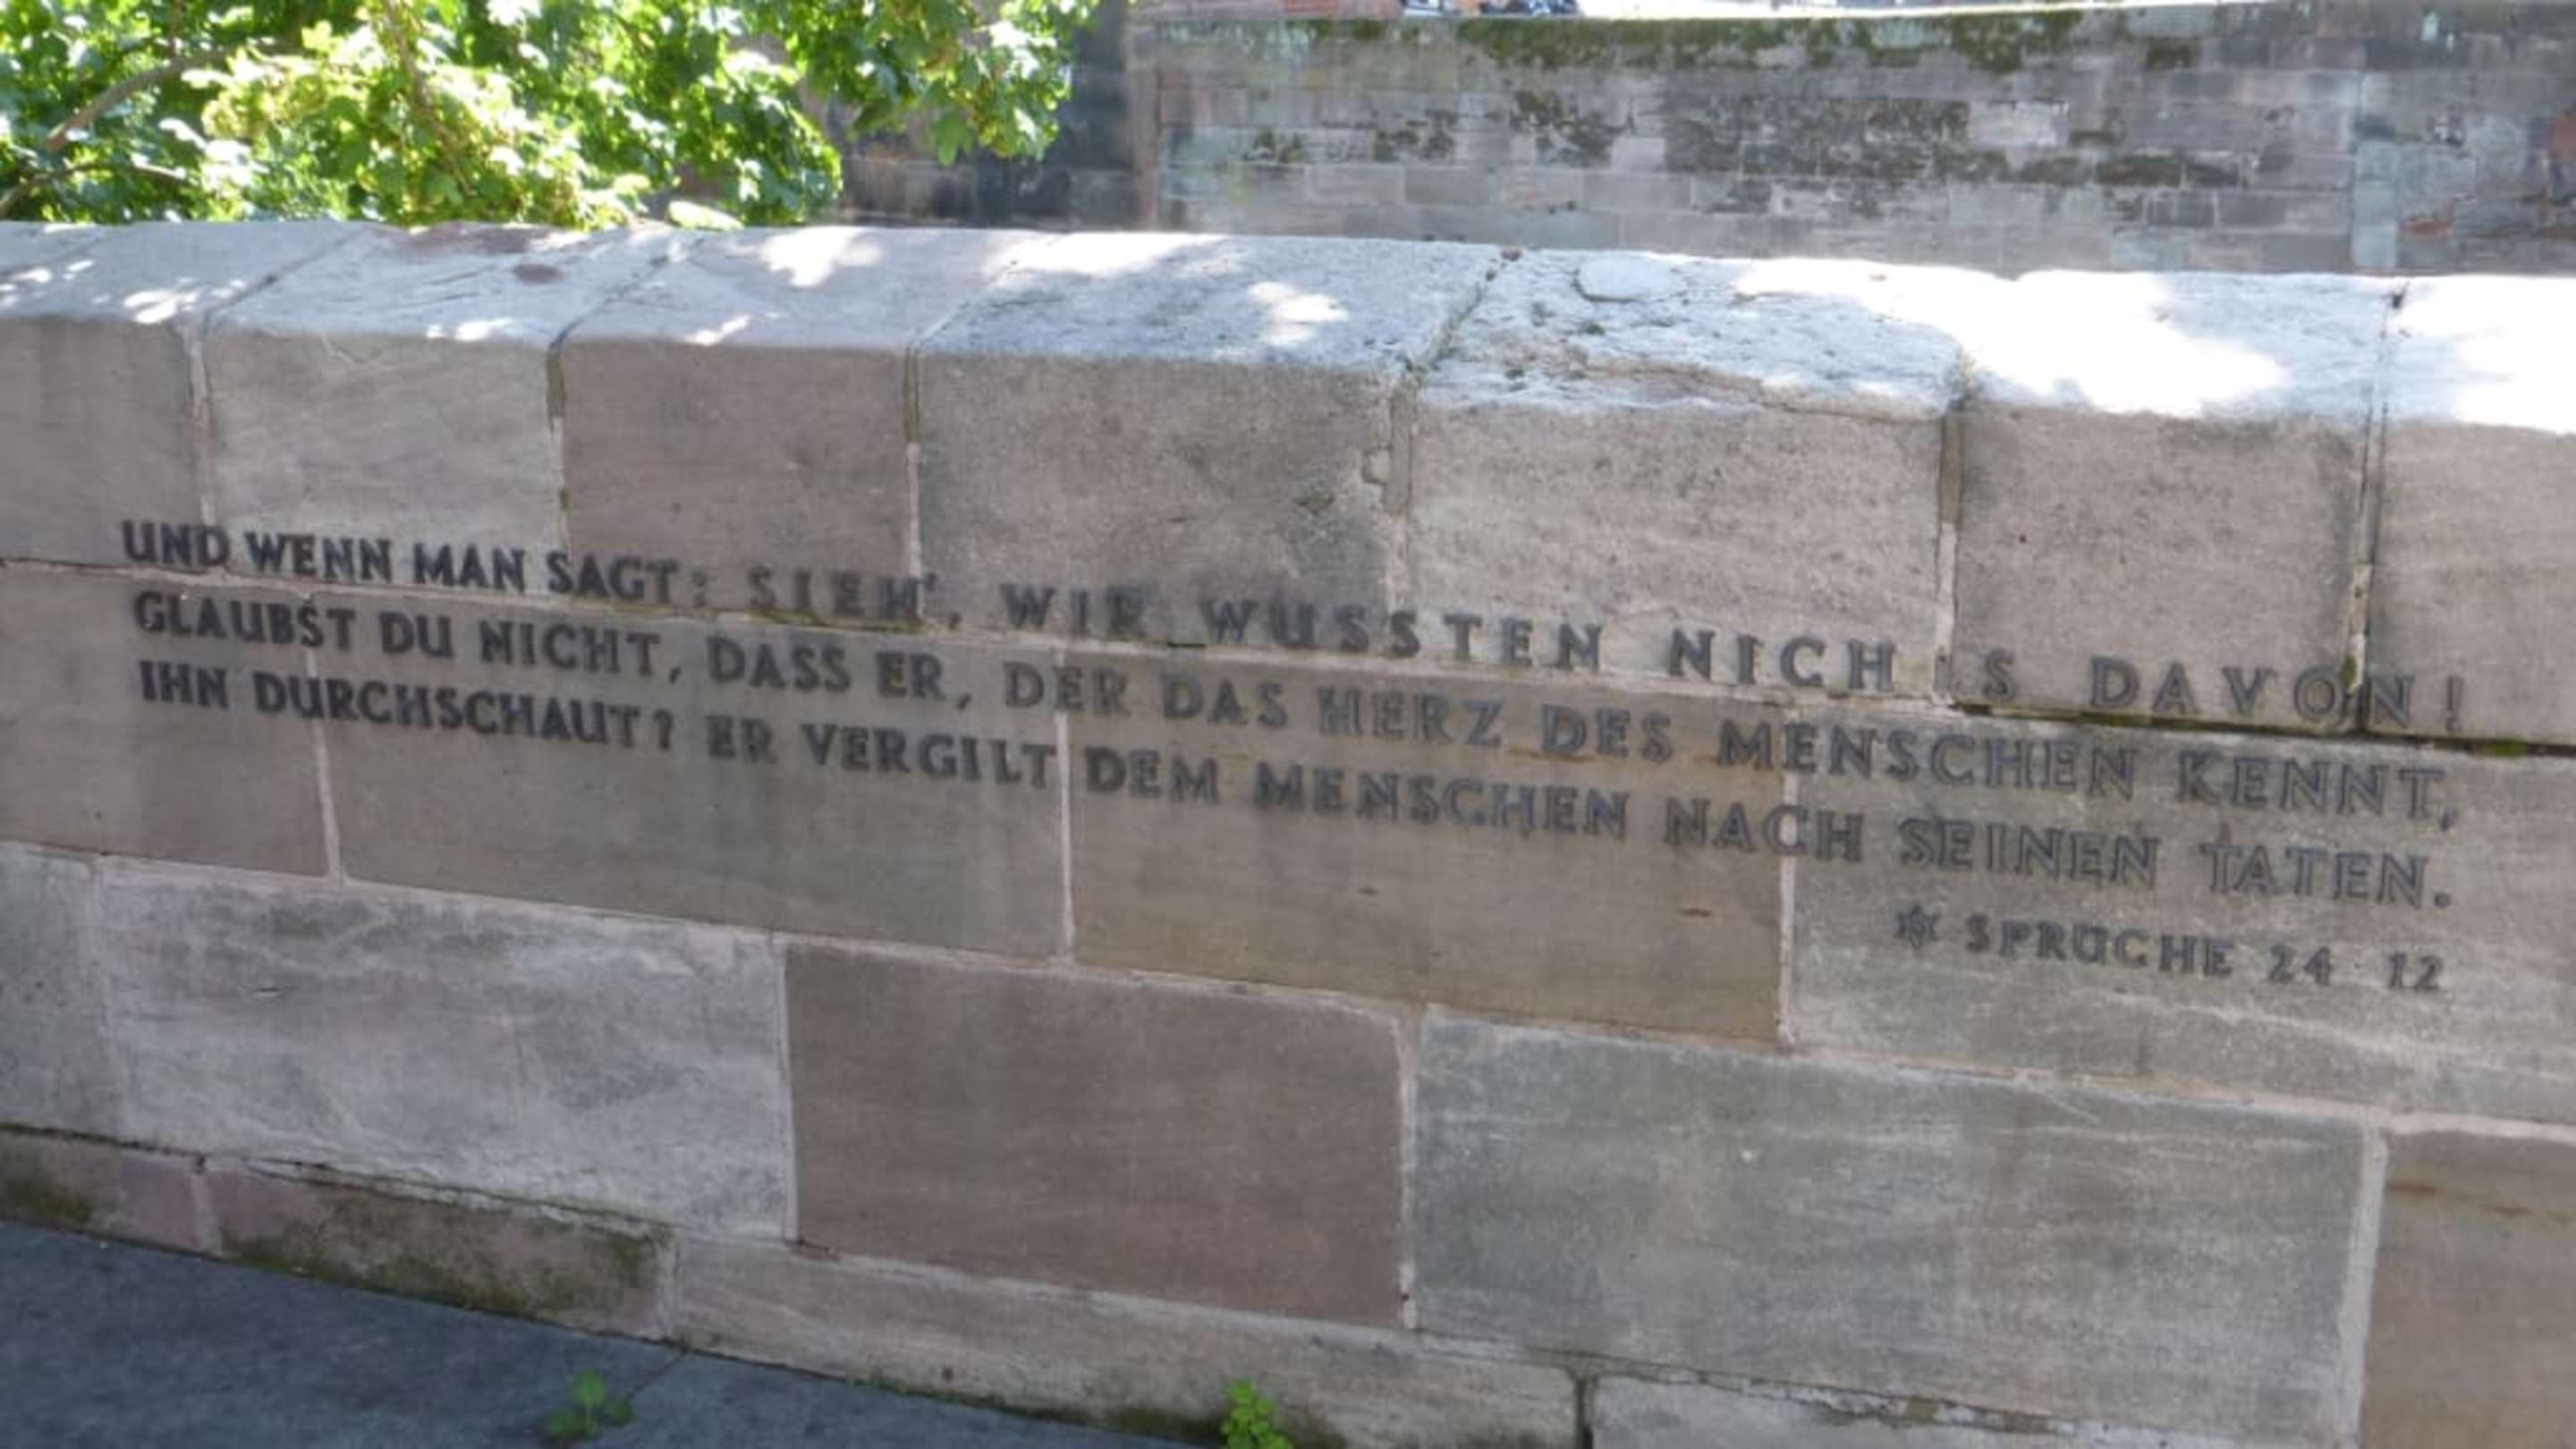 UND WENN MAN SAGT: SIEH', WIR WUSSTEN NICH S DAVON!
GLAUBST DU NICHT, DASS ER, DER DAS HERZ DES MENSCHEN KENNT,
IHN DURCHSCHAUT? ER VERGILT DEM MENSCHEN NACH SEINEN TATEN.
✡ SPRÜCHE 24 12